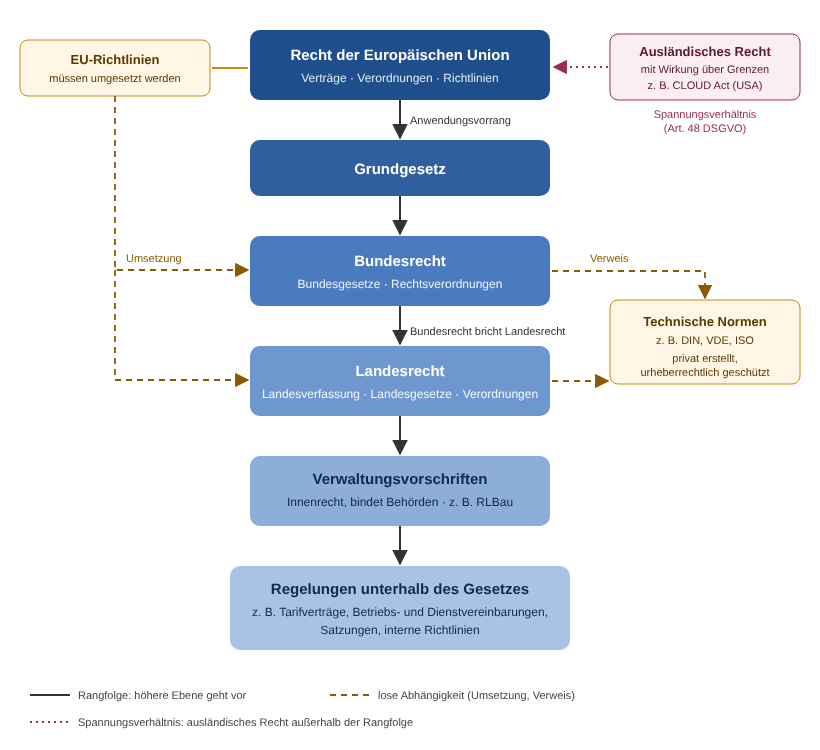 EU-Richtlinien
müssen umgesetzt werden
Recht der Europäischen Union
Verträge · Verordnungen · Richtlinien
Ausländisches Recht
mit Wirkung über Grenzen
z. B. CLOUD Act (USA)
Spannungsverhältnis
(Art. 48 DSGVO)
Anwendungsvorrang
Grundgesetz
Umsetzung
Bundesrecht
Bundesgesetze · Rechtsverordnungen
Verweis
Bundesrecht bricht Landesrecht
Technische Normen
z. B. DIN, VDE, ISO
privat erstellt,
urheberrechtlich geschützt
Landesrecht
Landesverfassung · Landesgesetze · Verordnungen
Verwaltungsvorschriften
Innenrecht, bindet Behörden · z. B. RLBau
Regelungen unterhalb des Gesetzes
z. B. Tarifverträge, Betriebs- und Dienstvereinbarungen,
Satzungen, interne Richtlinien
Rangfolge: höhere Ebene geht vor
lose Abhängigkeit (Umsetzung, Verweis)
Spannungsverhältnis: ausländisches Recht außerhalb der Rangfolge